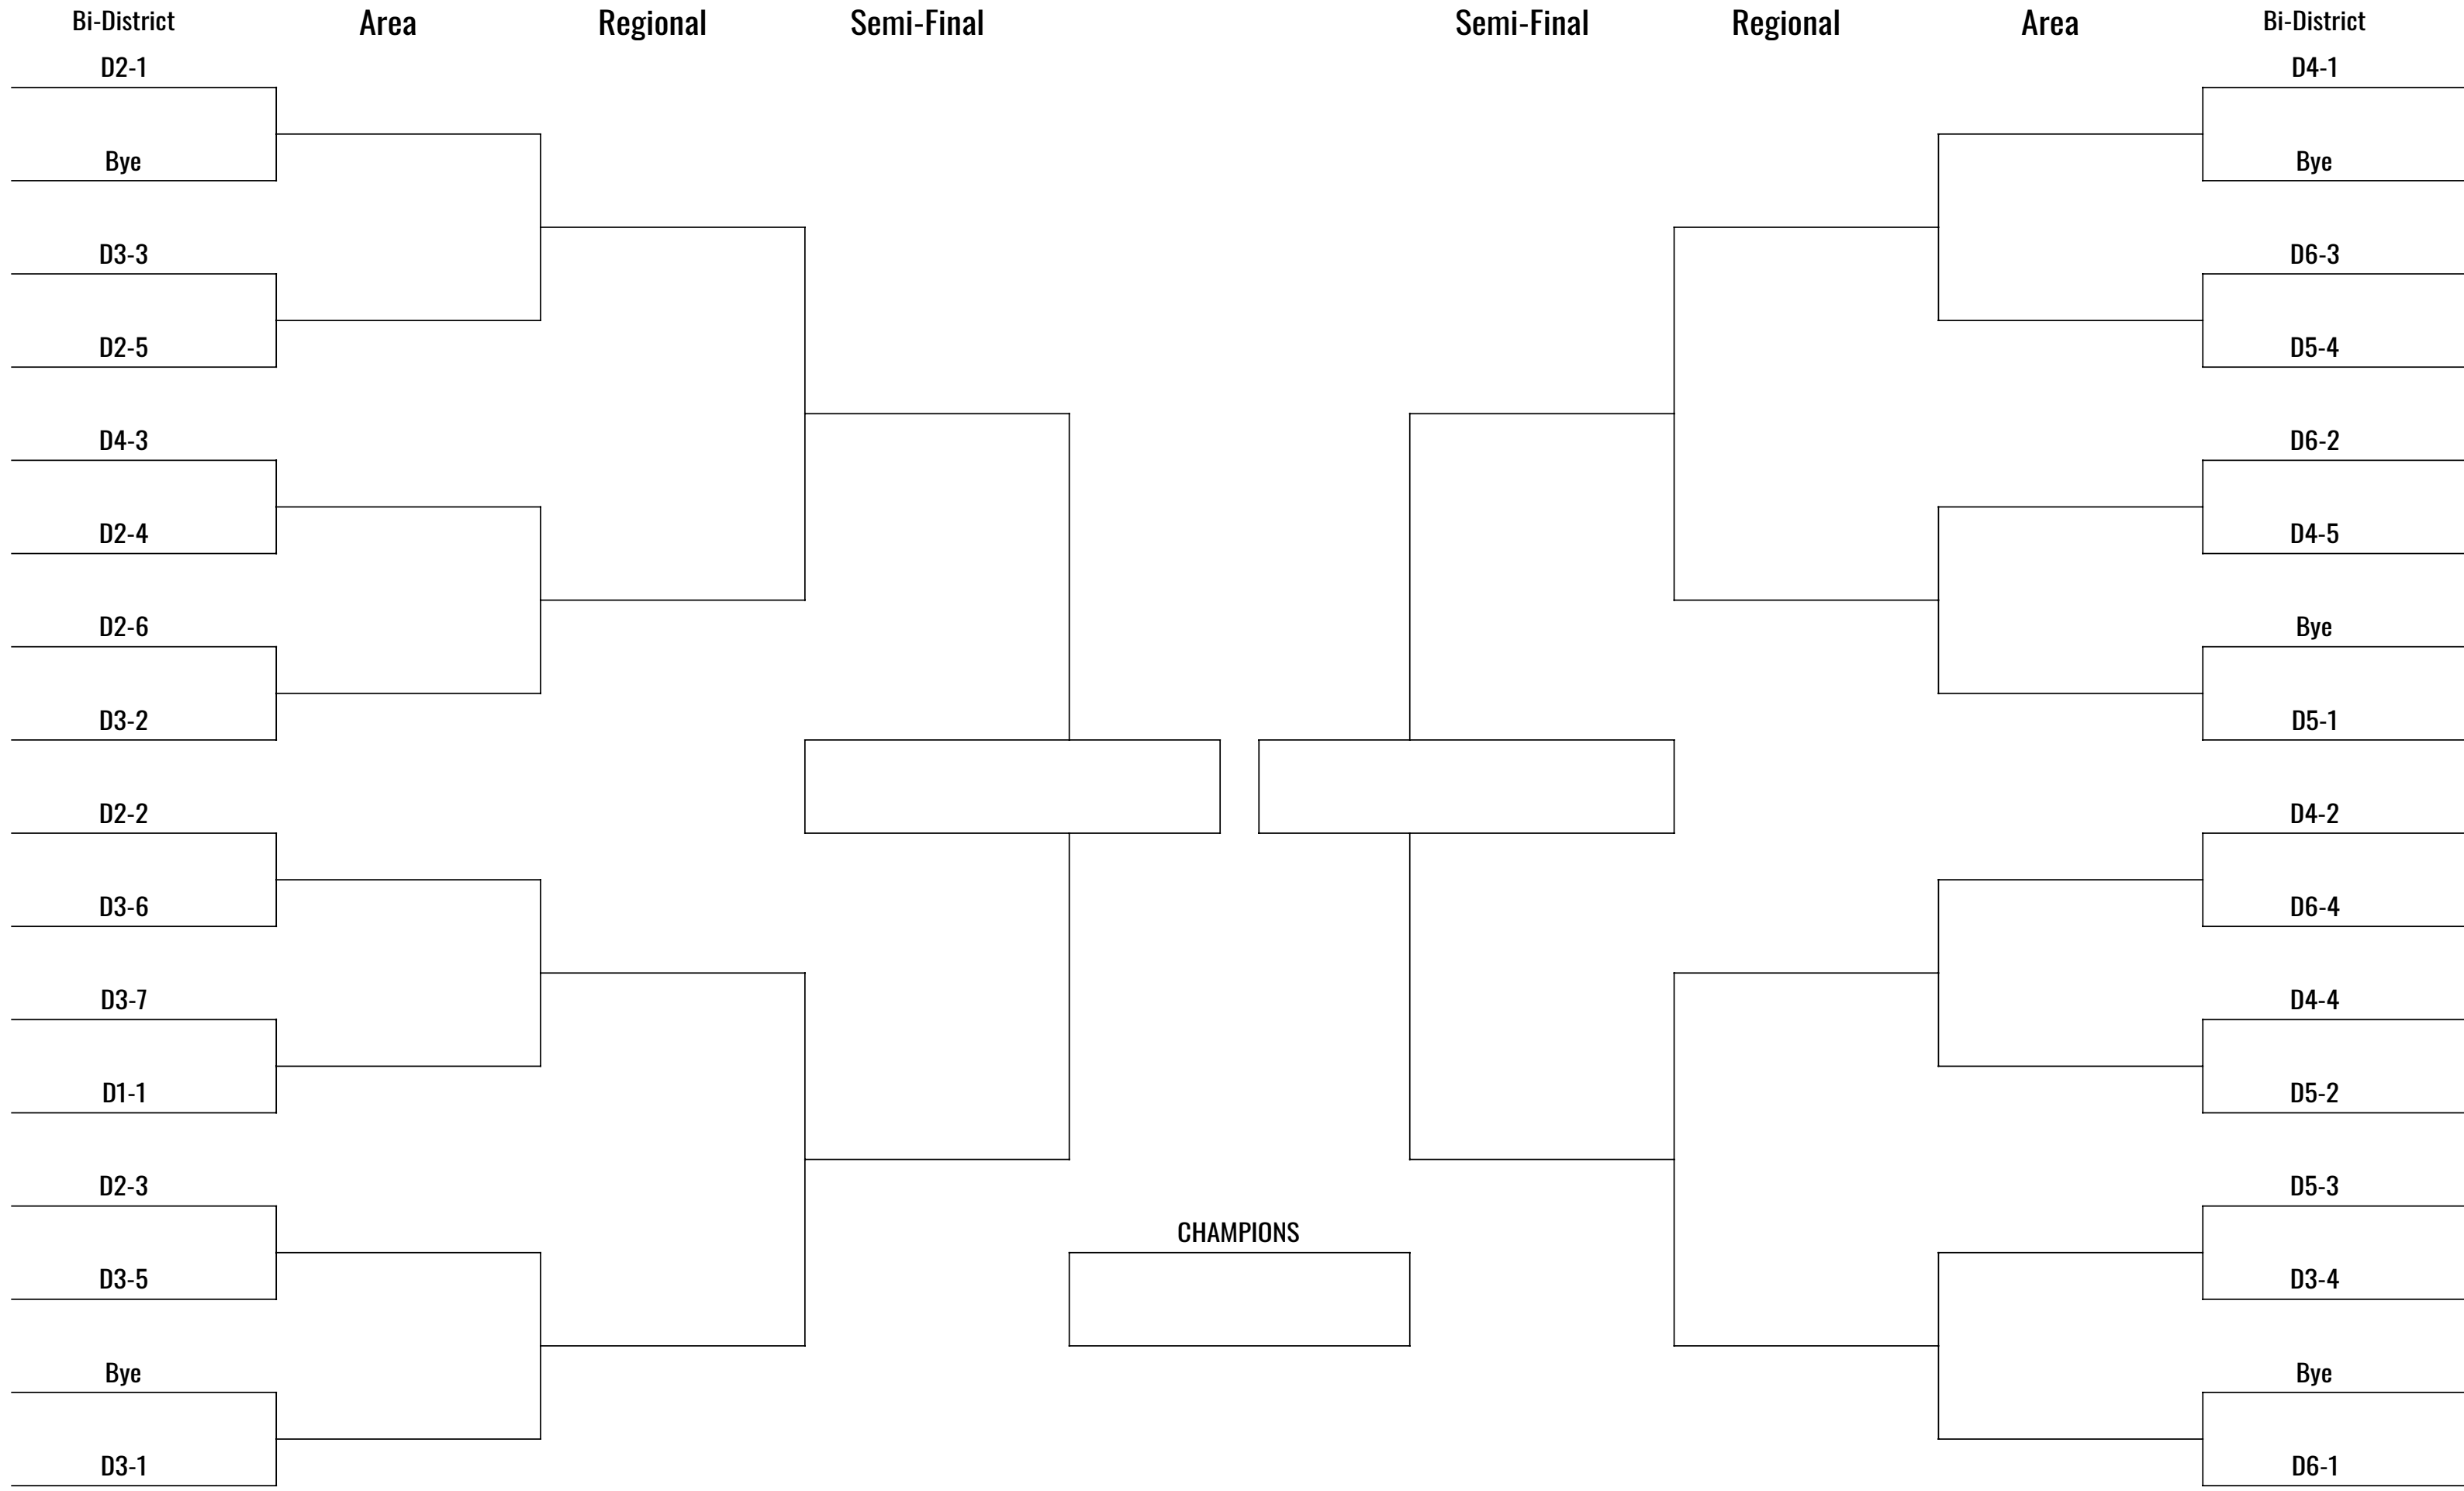 Bi-District Area Regional Semi-Final Semi-Final Regional Area Bi-District
D2-1 D4-1
Bye Bye
D3-3 D6-3
D2-5 D5-4
D4-3 D6-2
D2-4 D4-5
D2-6 Bye
D3-2 D5-1
D2-2 D4-2
D3-6 D6-4
D3-7 D4-4
D1-1 D5-2
D2-3 D5-3
CHAMPIONS
D3-5 D3-4
Bye Bye
D3-1 D6-1